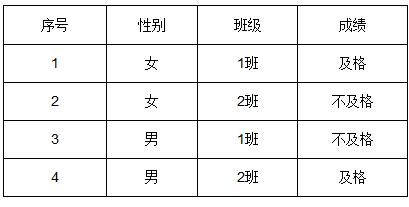 序号 性别 班级 成绩
1 女 1班 及格
2 女 2班 不及格
3 男 1班 不及格
4 男 2班 及格